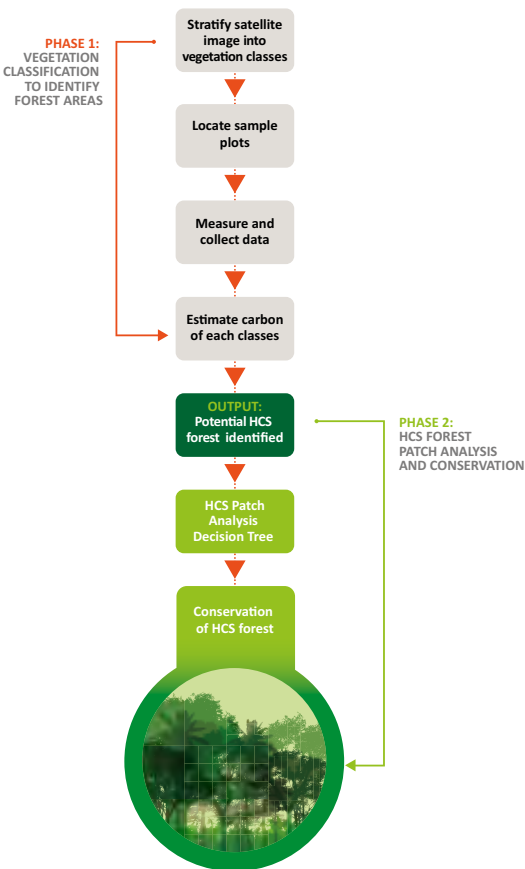 Stratify satellite
image into
vegetation classes
PHASE 1:
VEGETATION
CLASSIFICATION
TO IDENTIFY
FOREST AREAS
Locate sample
plots
Measure and
collect data
Estimate carbon
of each classes
OUTPUT:
Potential HCS
forest identified
PHASE 2:
HCS FOREST
PATCH ANALYSIS
AND CONSERVATION
HCS Patch
Analysis
Decision Tree
Conservation
of HCS forest